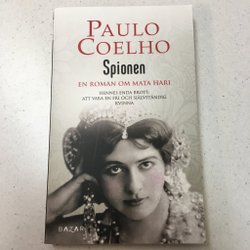 PAULO
COELHO
Spionen
EN ROMAN OM MATA HARI
HENNES ENDA BROTT:
ATT VARA EN FRI OCH SJÄLVSTÄNDIG
KVINNA
BAZAR